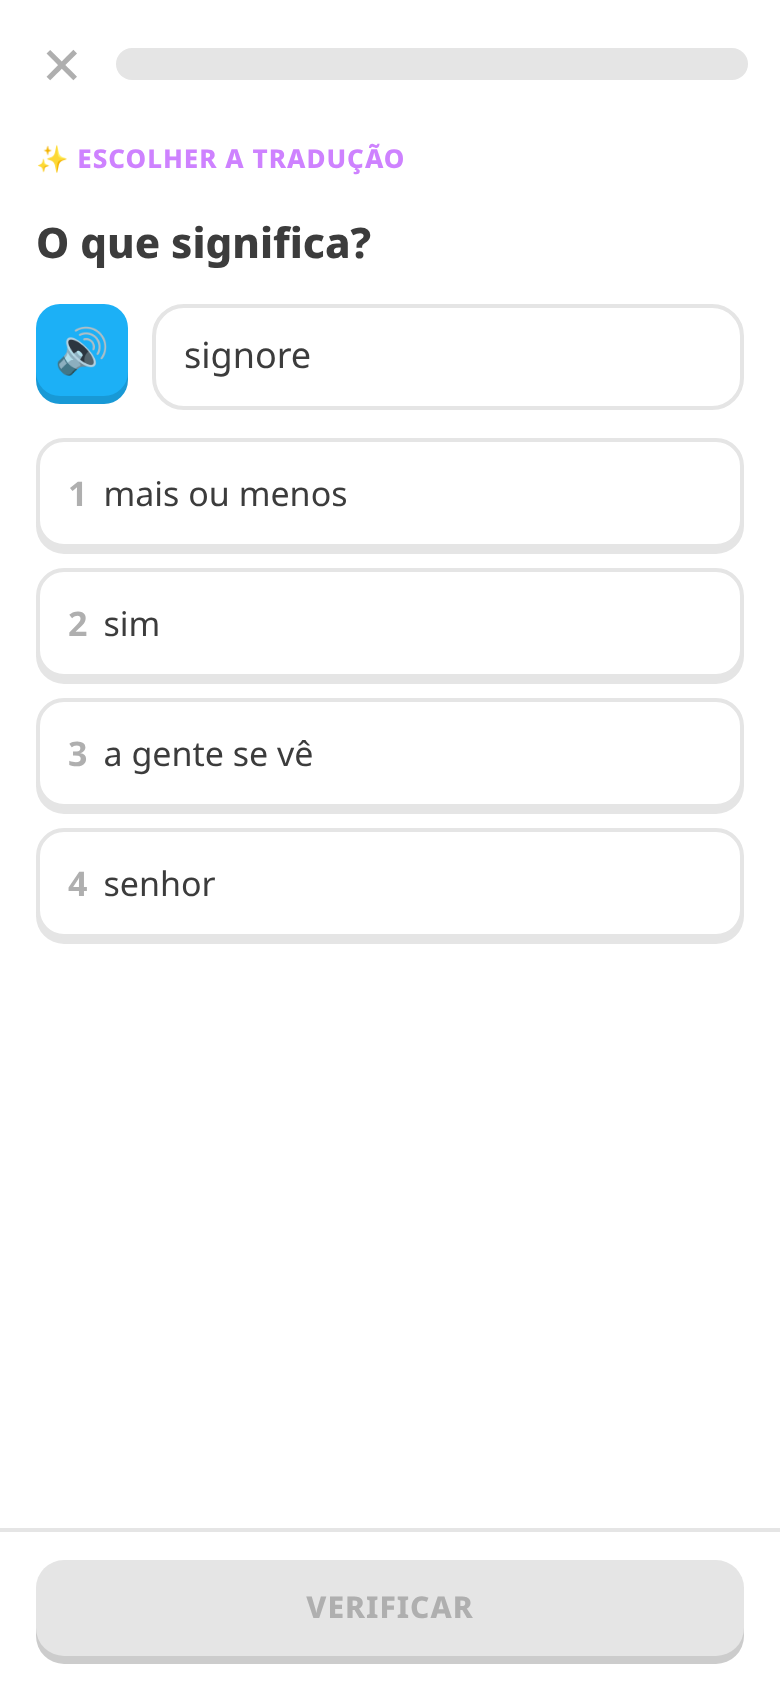 ✨ ESCOLHER A TRADUÇÃO
O que significa?
signore
1 mais ou menos
2 sim
3 a gente se vê
4 senhor
VERIFICAR